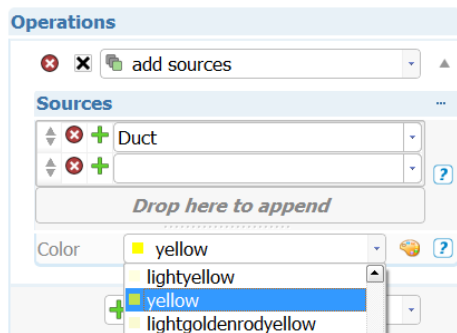 Operations
add sources
Sources
Duct
Drop here to append
Color yellow
lightyellow
yellow
lightgoldenrodyellow